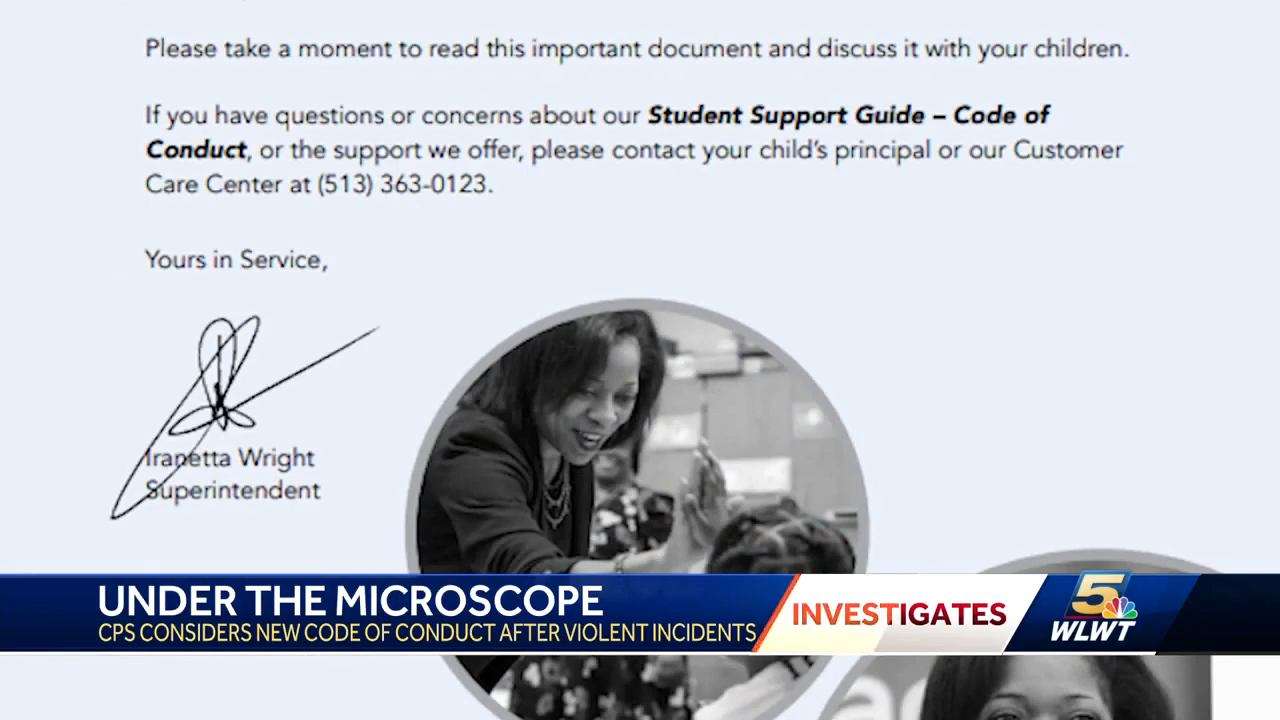 Please take a moment to read this important document and discuss it with your children.
If you have questions or concerns about our Student Support Guide – Code of
Conduct, or the support we offer, please contact your child's principal or our Customer
Care Center at (513) 363-0123.
Yours in Service,
Iranetta Wright
Superintendent
UNDER THE MICROSCOPE
CPS CONSIDERS NEW CODE OF CONDUCT AFTER VIOLENT INCIDENTS
INVESTIGATES
5
WLWT